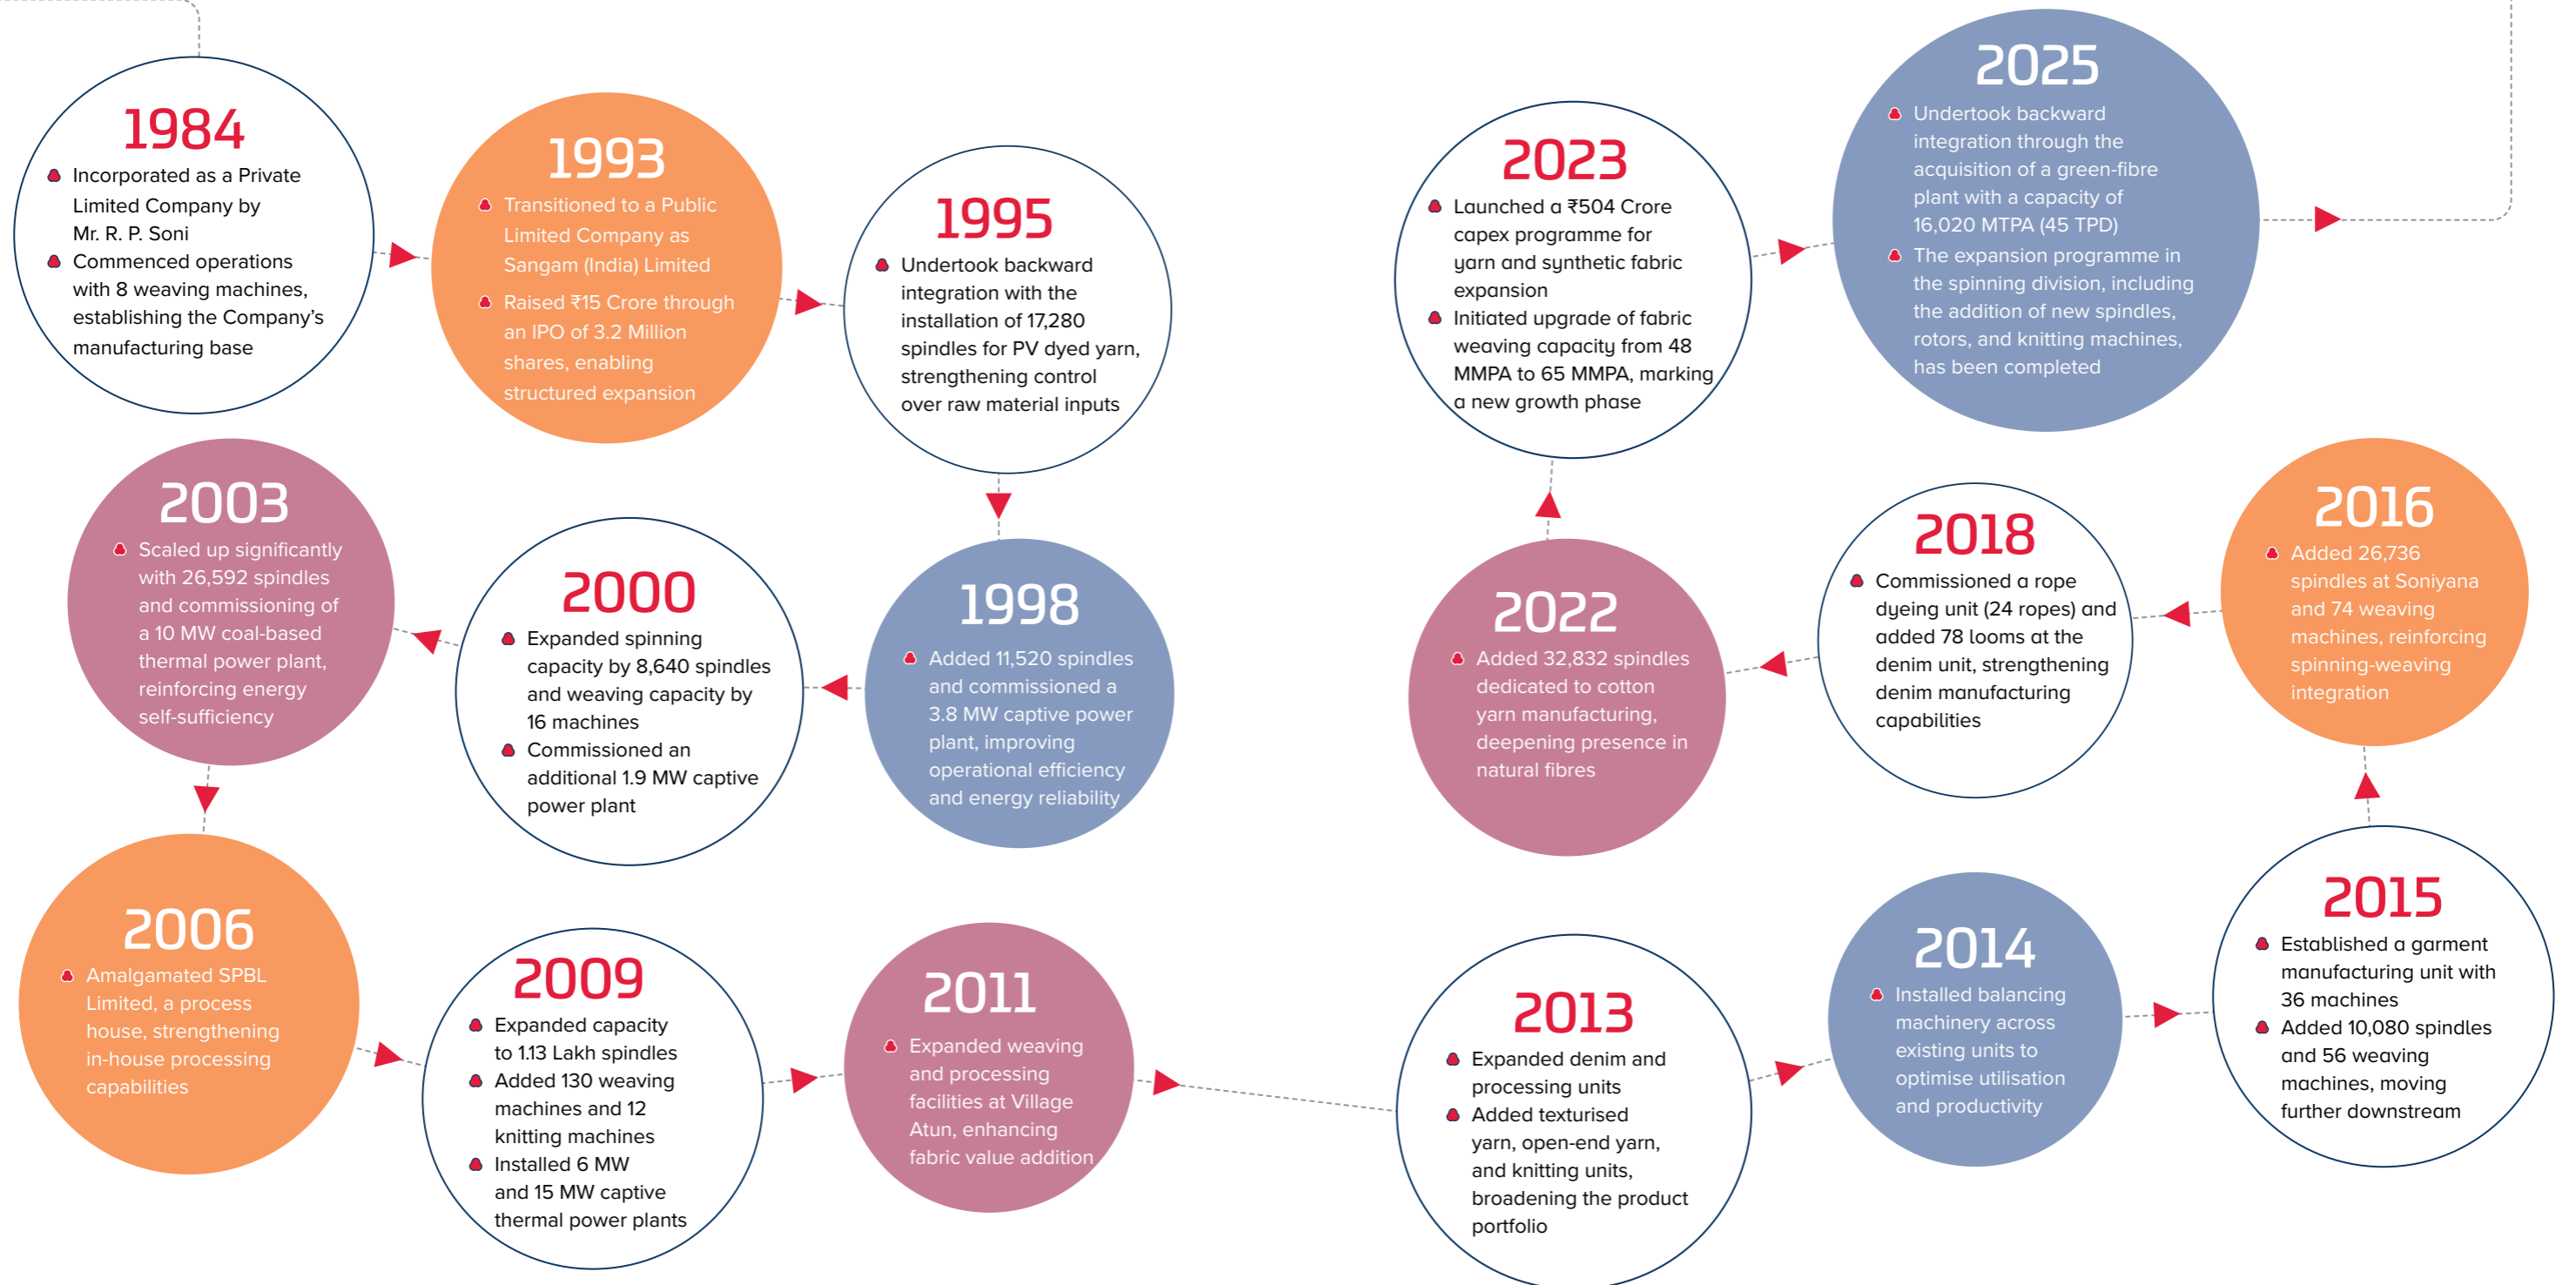 1984
Incorporated as a Private
Limited Company by
Mr. R. P. Soni
Commenced operations
with 8 weaving machines,
establishing the Company’s
manufacturing base
1993
Transitioned to a Public
Limited Company as
Sangam (India) Limited
Raised ₹15 Crore through
an IPO of 3.2 Million
shares, enabling
structured expansion
1995
Undertook backward
integration with the
installation of 17,280
spindles for PV dyed yarn,
strengthening control
over raw material inputs
1998
Added 11,520 spindles
and commissioned a
3.8 MW captive power
plant, improving
operational efficiency
and energy reliability
2000
Expanded spinning
capacity by 8,640 spindles
and weaving capacity by
16 machines
Commissioned an
additional 1.9 MW captive
power plant
2003
Scaled up significantly
with 26,592 spindles
and commissioning of
a 10 MW coal-based
thermal power plant,
reinforcing energy
self-sufficiency
2006
Amalgamated SPBL
Limited, a process
house, strengthening
in-house processing
capabilities
2009
Expanded capacity
to 1.13 Lakh spindles
Added 130 weaving
machines and 12
knitting machines
Installed 6 MW
and 15 MW captive
thermal power plants
2011
Expanded weaving
and processing
facilities at Village
Atun, enhancing
fabric value addition
2013
Expanded denim and
processing units
Added texturised
yarn, open-end yarn,
and knitting units,
broadening the product
portfolio
2014
Installed balancing
machinery across
existing units to
optimise utilisation
and productivity
2015
Established a garment
manufacturing unit with
36 machines
Added 10,080 spindles
and 56 weaving
machines, moving
further downstream
2016
Added 26,736
spindles at Soniyana
and 74 weaving
machines, reinforcing
spinning-weaving
integration
2018
Commissioned a rope
dyeing unit (24 ropes) and
added 78 looms at the
denim unit, strengthening
denim manufacturing
capabilities
2022
Added 32,832 spindles
dedicated to cotton
yarn manufacturing,
deepening presence in
natural fibres
2023
Launched a ₹504 Crore
capex programme for
yarn and synthetic fabric
expansion
Initiated upgrade of fabric
weaving capacity from 48
MMPA to 65 MMPA, marking
a new growth phase
2025
Undertook backward
integration through the
acquisition of a green-fibre
plant with a capacity of
16,020 MTPA (45 TPD)
The expansion programme in
the spinning division, including
the addition of new spindles,
rotors, and knitting machines,
has been completed